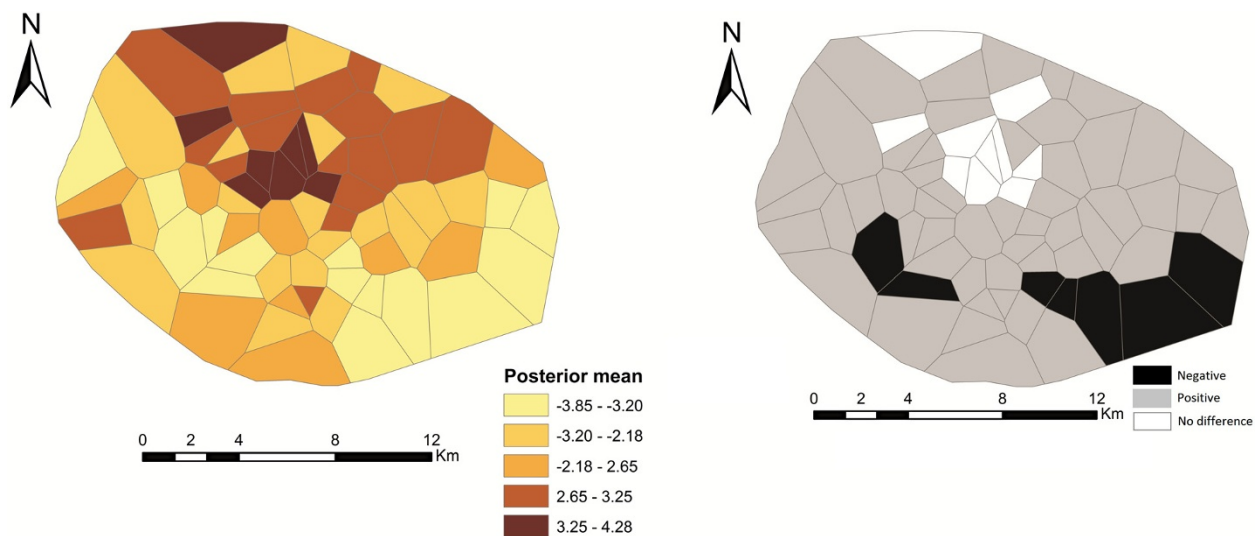 N
Posterior mean
-3.85 - -3.20
-3.20 - -2.18
-2.18 - 2.65
2.65 - 3.25
3.25 - 4.28
0 2 4 8 12
Km
N
Negative
Positive
No difference
0 2 4 8 12
Km